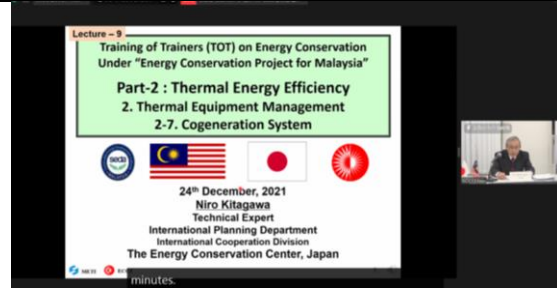 Lecture – 9
Training of Trainers (TOT) on Energy Conservation
Under "Energy Conservation Project for Malaysia"
Part-2 : Thermal Energy Efficiency
2. Thermal Equipment Management
2-7. Cogeneration System
seda
24th December, 2021
Niro Kitagawa
Technical Expert
International Planning Department
International Cooperation Division
The Energy Conservation Center, Japan
minutes.